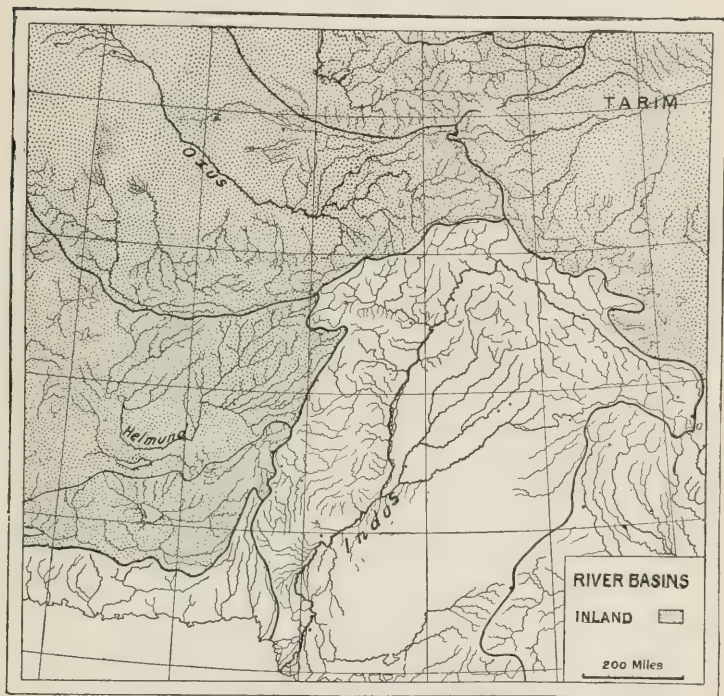 TARIM
Oxus
Helmund
Indus
RIVER BASINS
INLAND
200 Miles